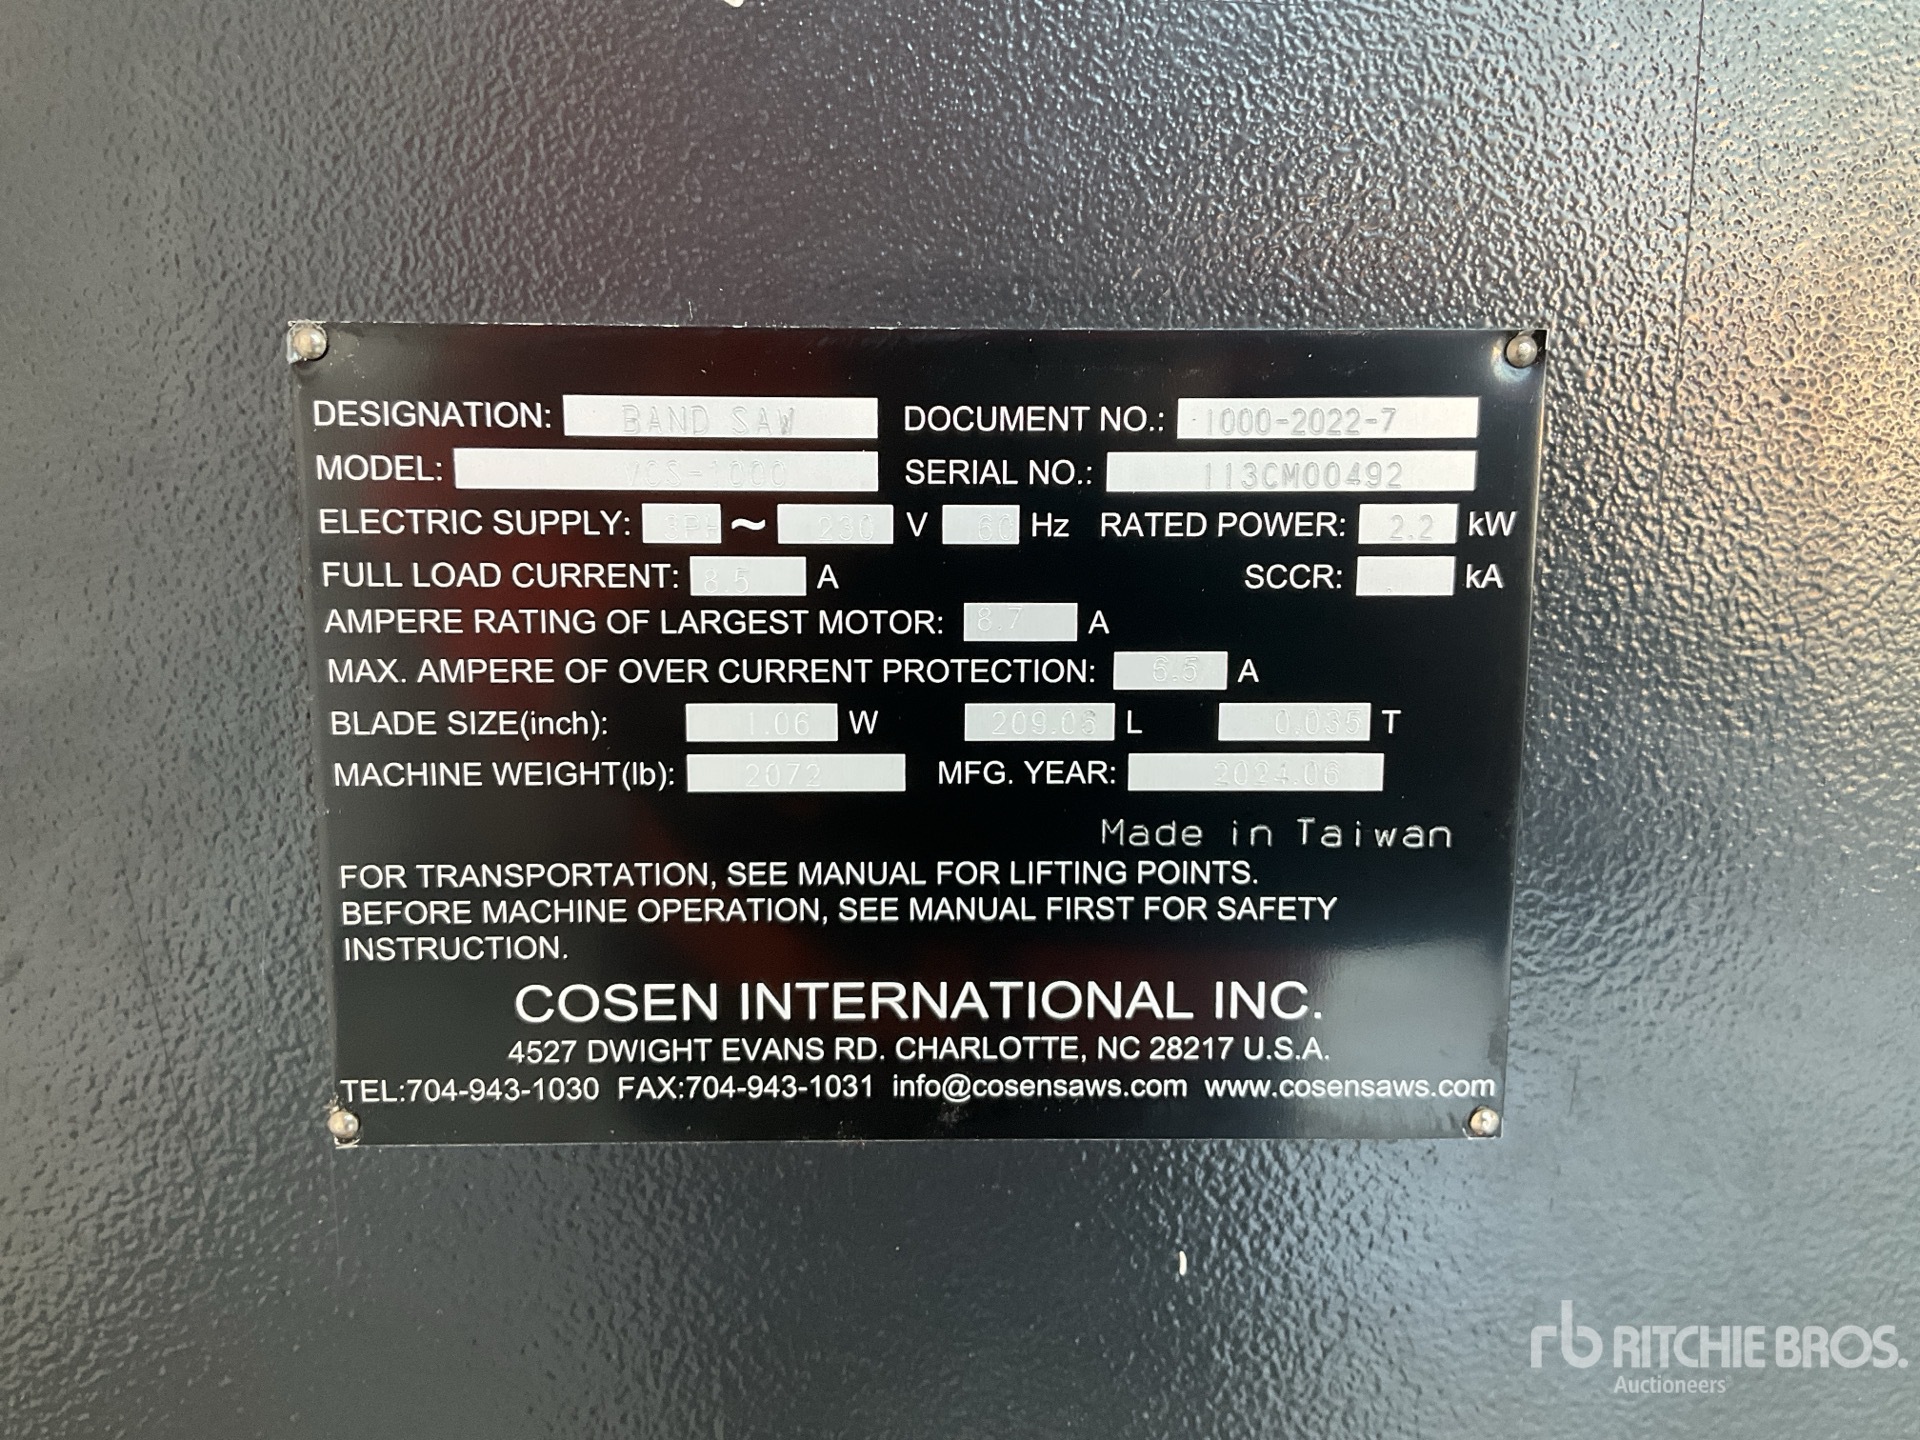 DESIGNATION: BAND SAW DOCUMENT NO.: 1000-2022-7
MODEL: VCS-1000 SERIAL NO.: 113CM00492
ELECTRIC SUPPLY: 3PH ~ 230 V 60 Hz RATED POWER: 2.2 kW
FULL LOAD CURRENT: 8.5 A SCCR: kA
AMPERE RATING OF LARGEST MOTOR: 8.7 A
MAX. AMPERE OF OVER CURRENT PROTECTION: 6.5 A
BLADE SIZE(inch): 1.06 W 209.06 L 0.035 T
MACHINE WEIGHT(lb): 2072 MFG. YEAR: 2024.06
Made in Taiwan
FOR TRANSPORTATION, SEE MANUAL FOR LIFTING POINTS.
BEFORE MACHINE OPERATION, SEE MANUAL FIRST FOR SAFETY
INSTRUCTION.
COSEN INTERNATIONAL INC.
4527 DWIGHT EVANS RD. CHARLOTTE, NC 28217 U.S.A.
TEL:704-943-1030 FAX:704-943-1031 info@cosensaws.com www.cosensaws.com
rb RITCHIE BROS.
Auctioneers